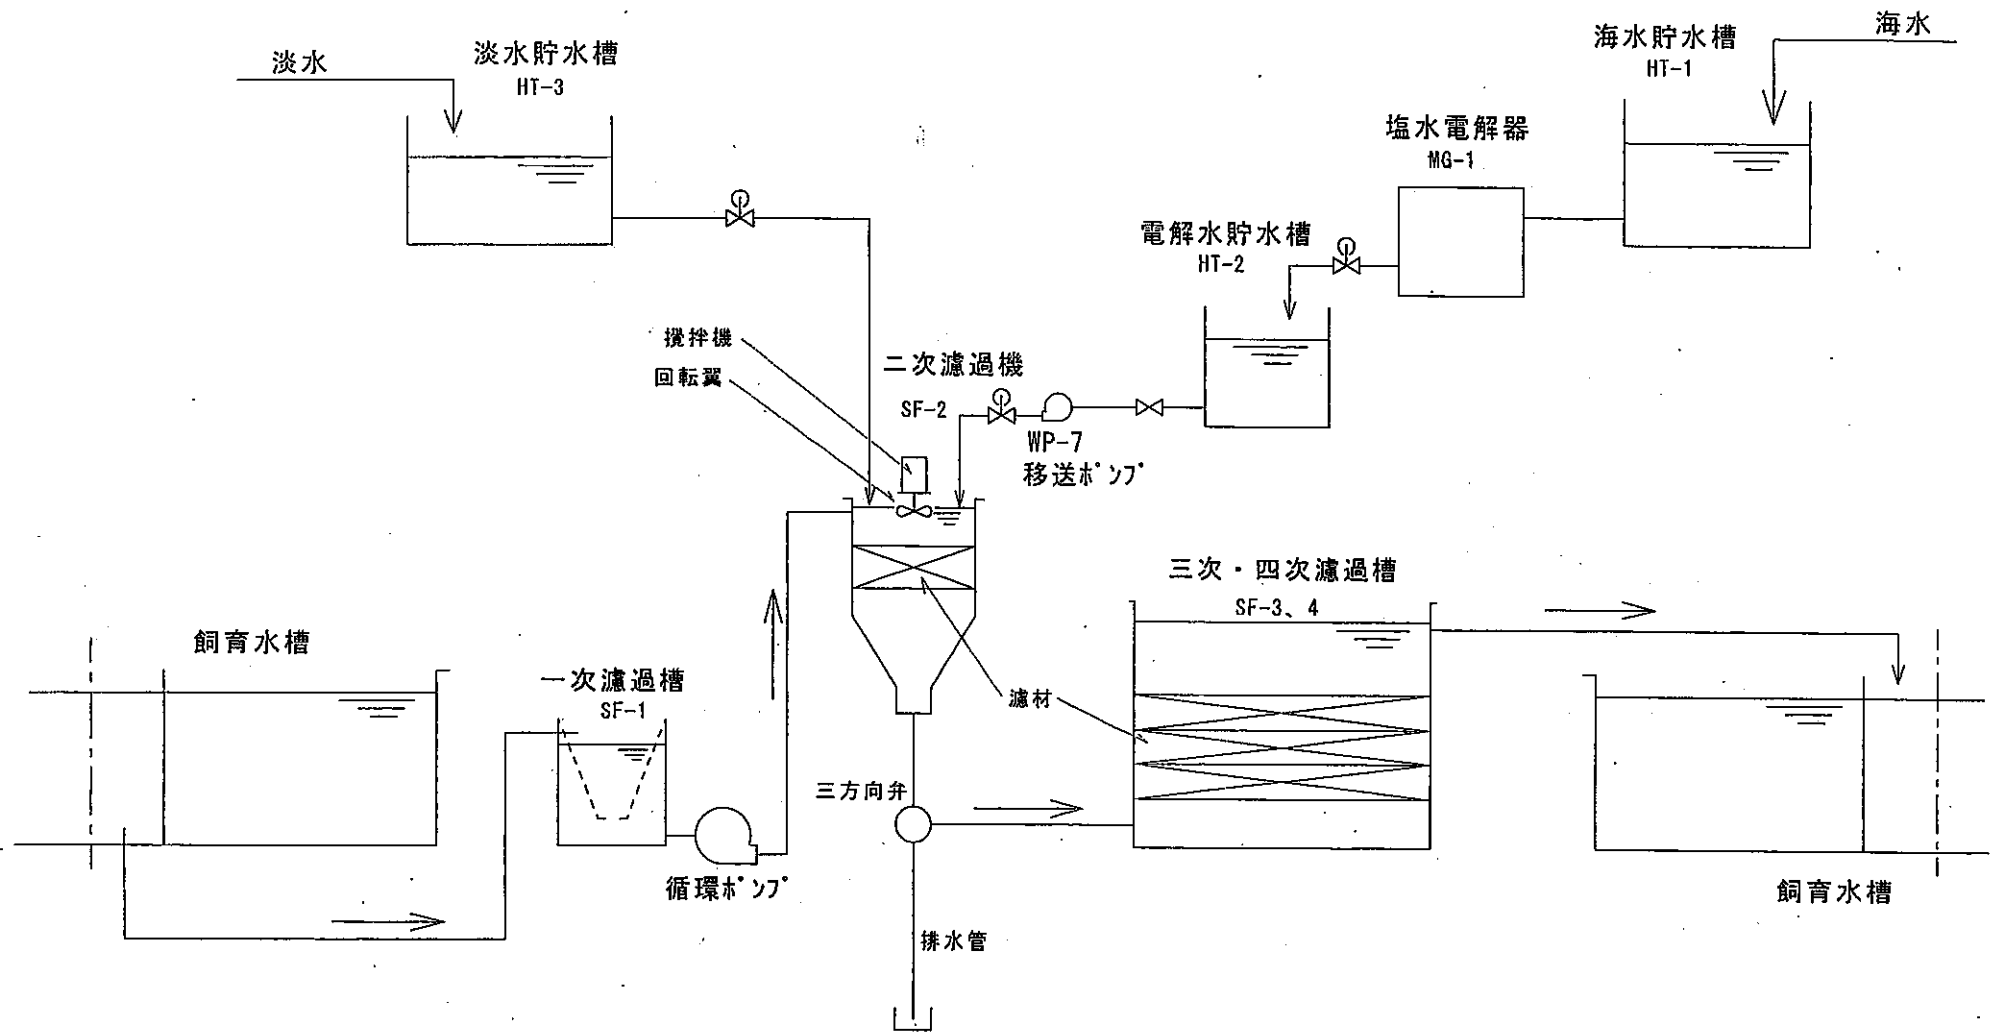 海水
海水貯水槽
HT-1
淡水貯水槽
HT-3
淡水
塩水電解器
MG-1
電解水貯水槽
HT-2
攪拌機
回転翼
二次濾過機
SF-2
WP-7
移送ポンプ
三次・四次濾過槽
SF-3、4
飼育水槽
一次濾過槽
SF-1
濾材
三方向弁
循環ポンプ
飼育水槽
排水管